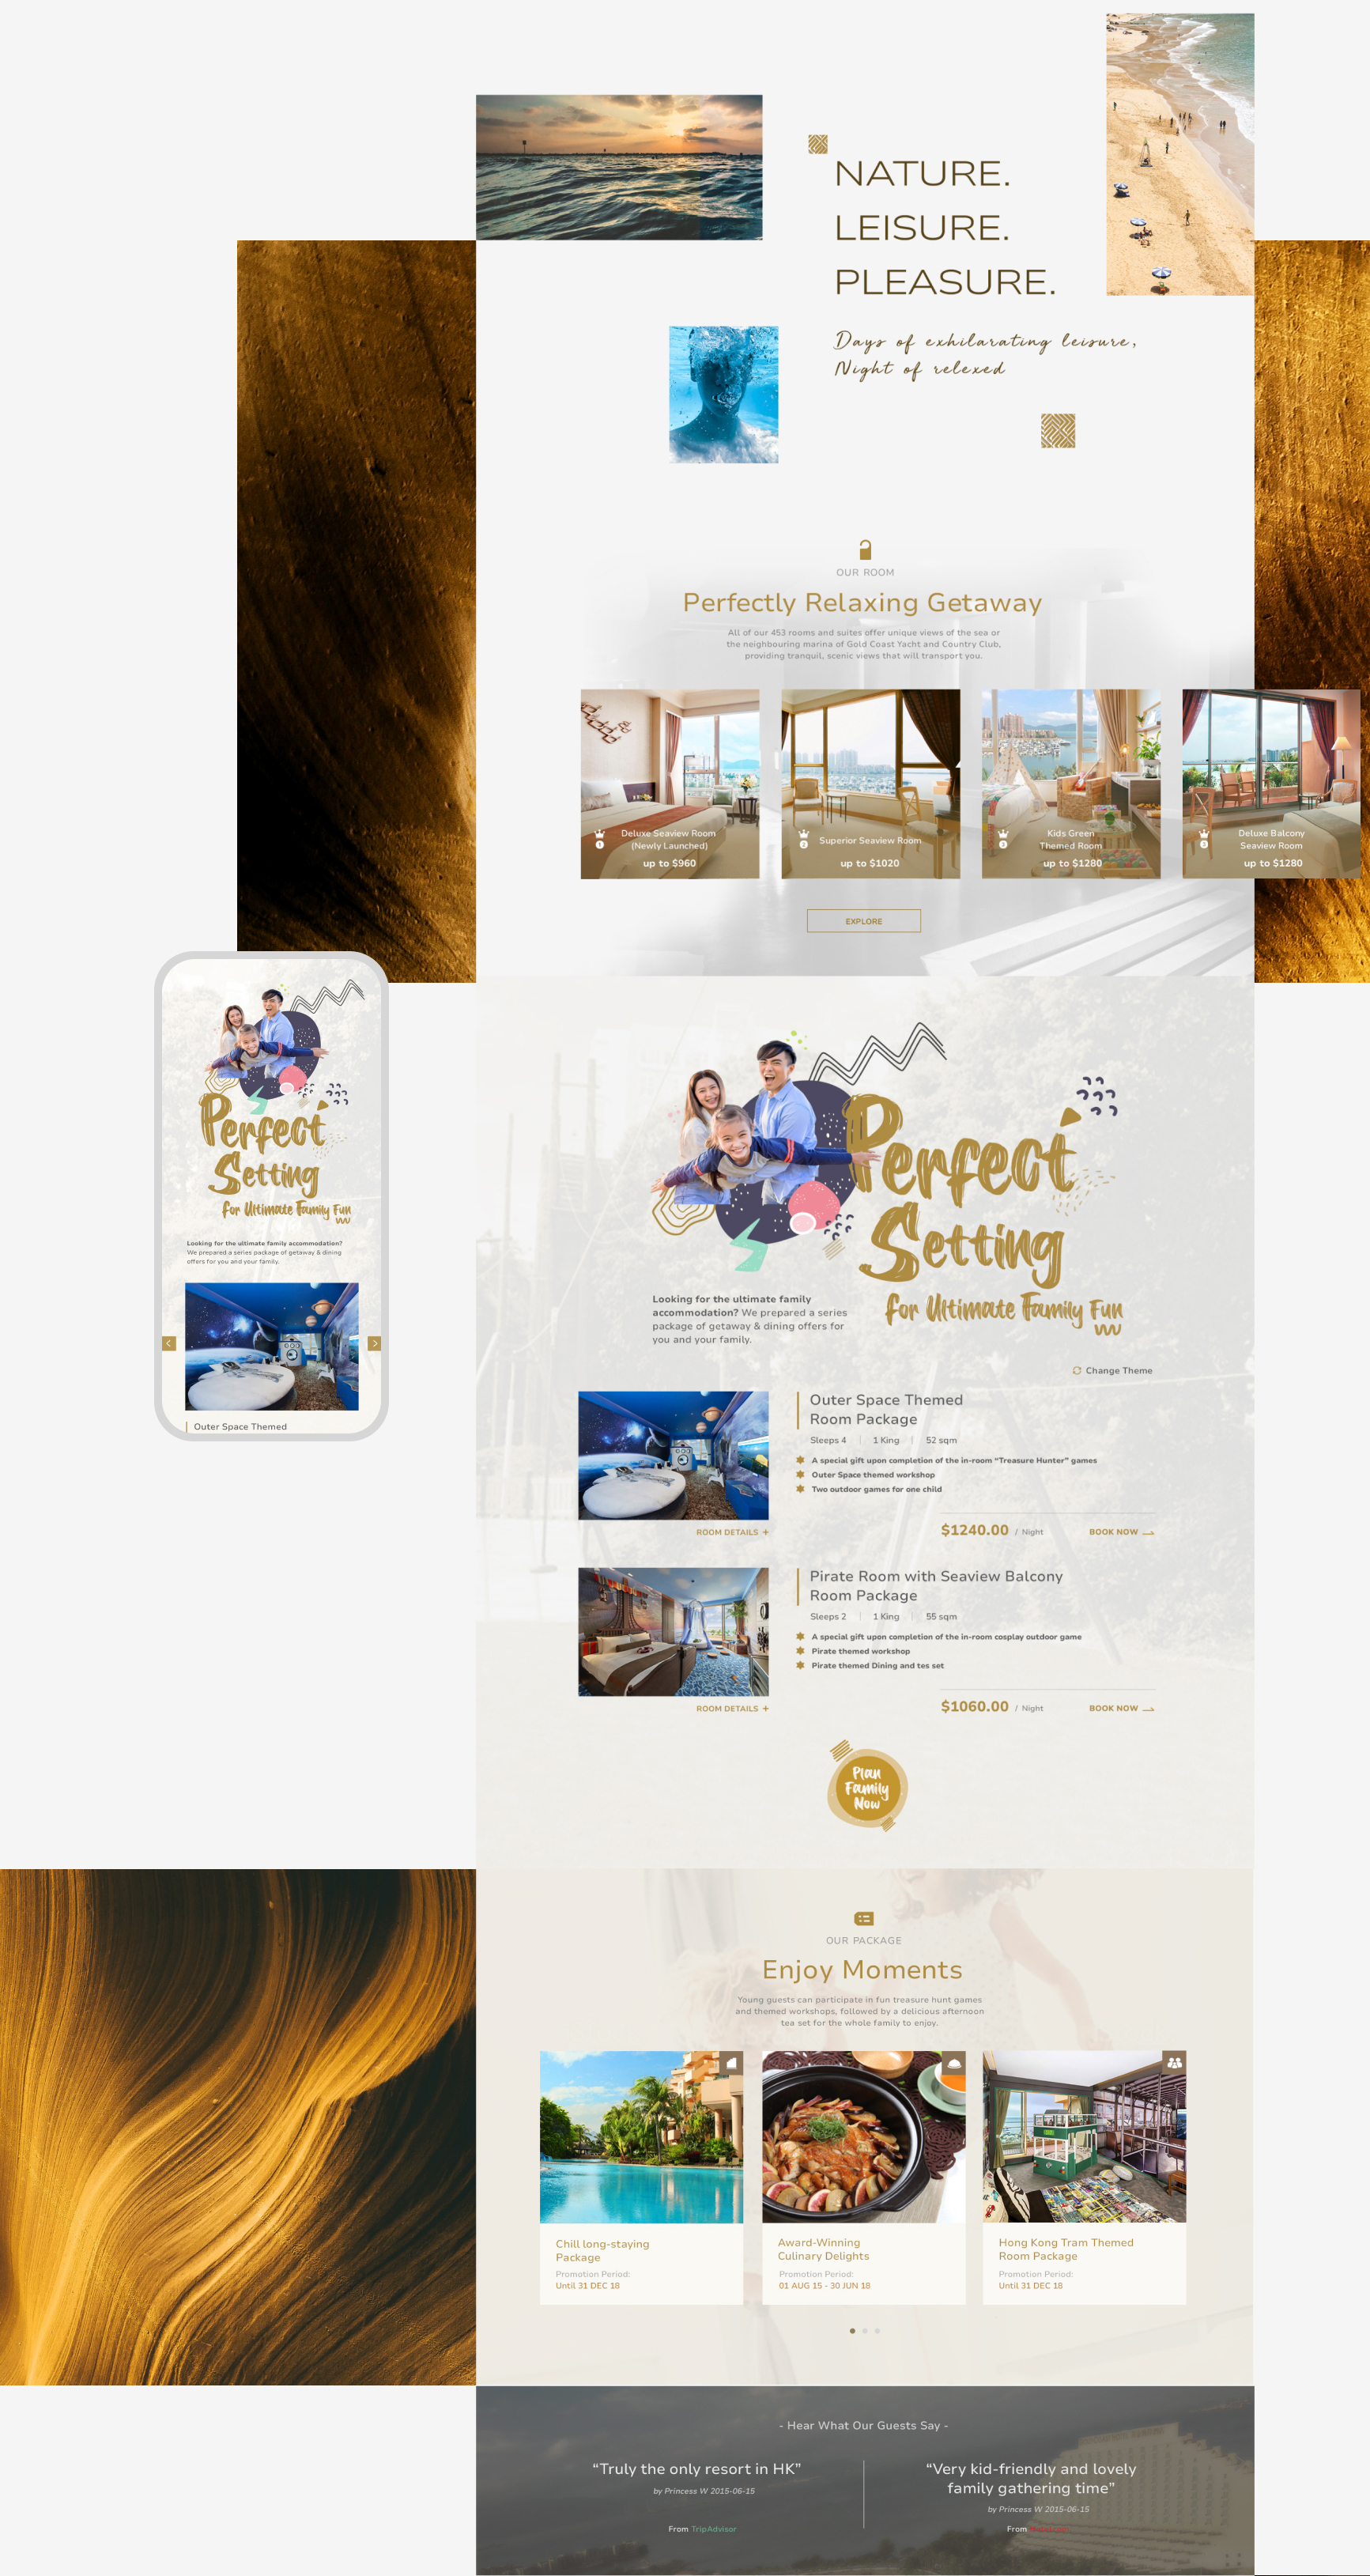 NATURE.
LEISURE.
PLEASURE.
Days of exhilarating leisure,
Night of relexed
OUR ROOM
Perfectly Relaxing Getaway
All of our 453 rooms and suites offer unique views of the sea or
the neighbouring marina of Gold Coast Yacht and Country Club,
providing tranquil, scenic views that will transport you.
1
Deluxe Seaview Room
(Newly Launched)
up to $960
2
Superior Seaview Room
up to $1020
3
Kids Green
Themed Room
up to $1280
3
Deluxe Balcony
Seaview Room
up to $1280
EXPLORE
Perfect
Setting
for Ultimate Family Fun
Looking for the ultimate family accommodation?
We prepared a series package of getaway & dining
offers for you and your family.
Outer Space Themed
Perfect
Setting
for Ultimate Family Fun
Looking for the ultimate family
accommodation? We prepared a series
package of getaway & dining offers for
you and your family.
Change Theme
Outer Space Themed
Room Package
Sleeps 4 | 1 King | 52 sqm
A special gift upon completion of the in-room “Treasure Hunter” games
Outer Space themed workshop
Two outdoor games for one child
ROOM DETAILS +
$1240.00 / Night BOOK NOW
Pirate Room with Seaview Balcony
Room Package
Sleeps 2 | 1 King | 55 sqm
A special gift upon completion of the in-room cosplay outdoor game
Pirate themed workshop
Pirate themed Dining and tes set
ROOM DETAILS +
$1060.00 / Night BOOK NOW
Plan
Family
Now
OUR PACKAGE
Enjoy Moments
Young guests can participate in fun treasure hunt games
and themed workshops, followed by a delicious afternoon
tea set for the whole family to enjoy.
Chill long-staying
Package
Promotion Period:
Until 31 DEC 18
Award-Winning
Culinary Delights
Promotion Period:
01 AUG 15 - 30 JUN 18
Hong Kong Tram Themed
Room Package
Promotion Period:
Until 31 DEC 18
- Hear What Our Guests Say -
“Truly the only resort in HK”
by Princess W 2015-06-15
From TripAdvisor
“Very kid-friendly and lovely
family gathering time”
by Princess W 2015-06-15
From